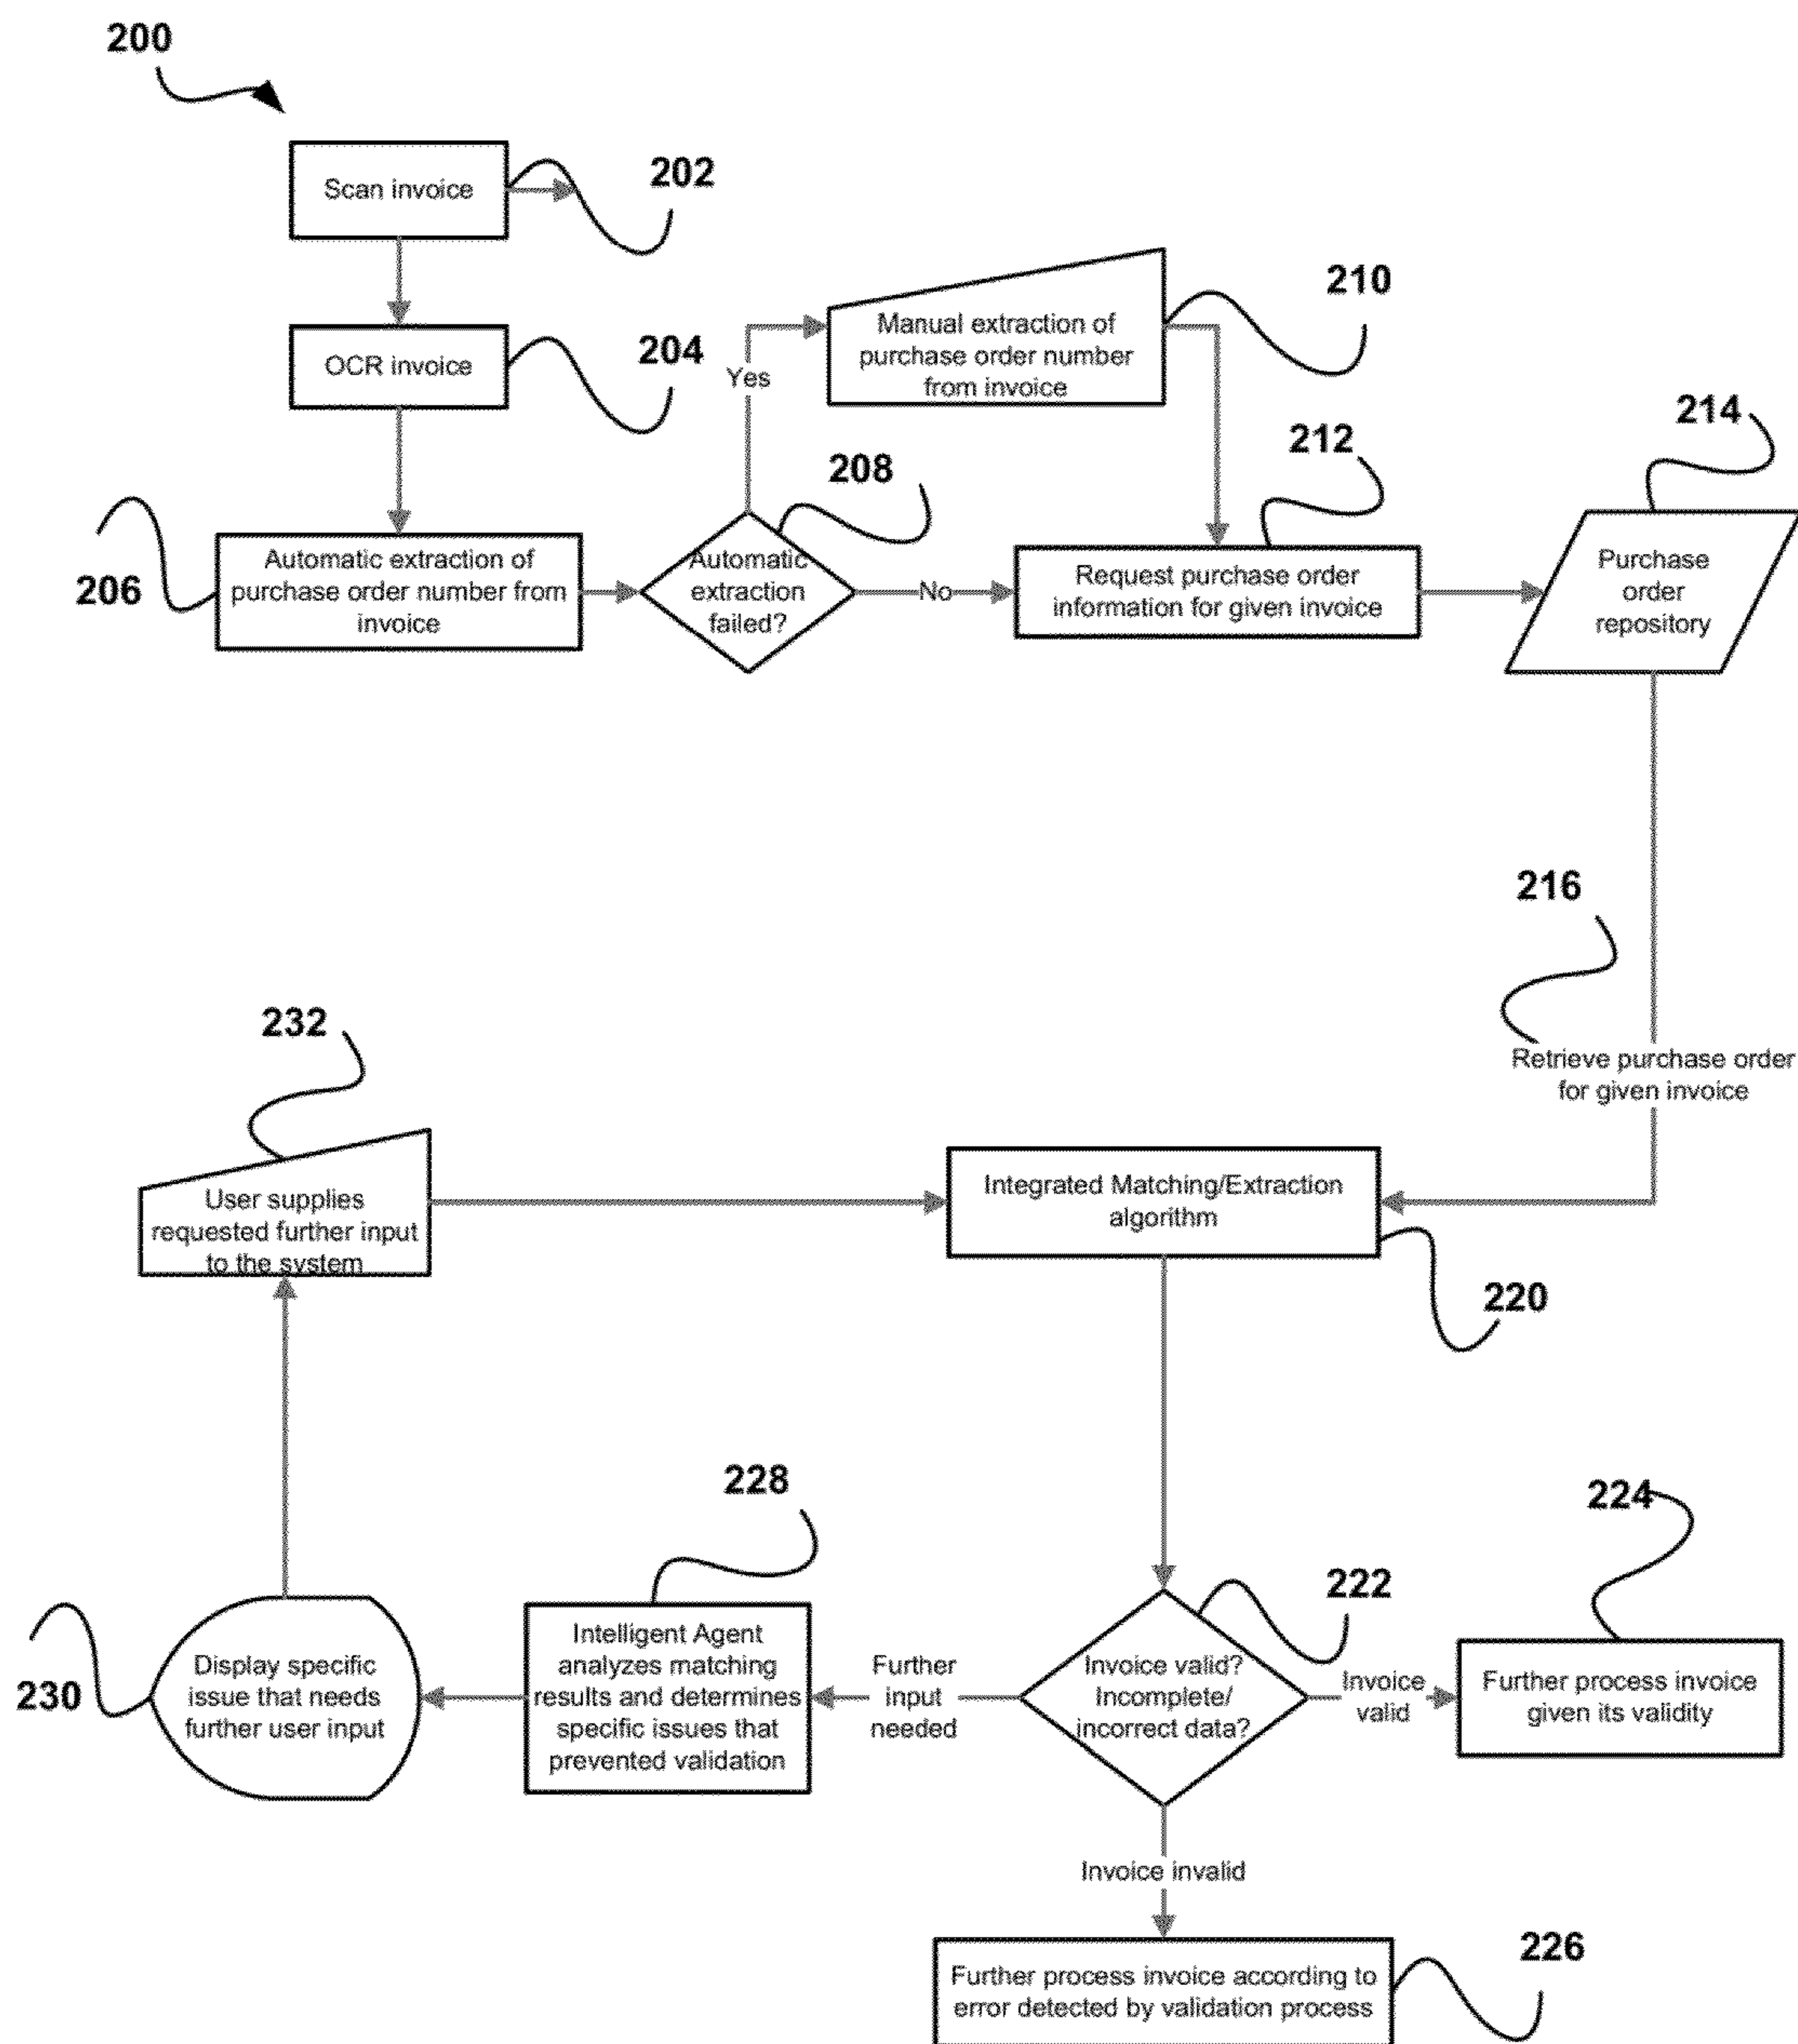 200
Scan invoice
202
OCR invoice
204
206
Automatic extraction of
purchase order number from
invoice
208
Automatic
extraction
failed?
Yes
No
210
Manual extraction of
purchase order number
from invoice
212
Request purchase order
information for given invoice
214
Purchase
order
repository
216
Retrieve purchase order
for given invoice
232
User supplies
requested further input
to the system
Integrated Matching/Extraction
algorithm
220
222
Invoice valid?
Incomplete/
incorrect data?
Invoice
valid
224
Further process invoice
given its validity
Further
input
needed
228
Intelligent Agent
analyzes matching
results and determines
specific issues that
prevented validation
230
Display specific
issue that needs
further user input
Invoice invalid
226
Further process invoice according to
error detected by validation process